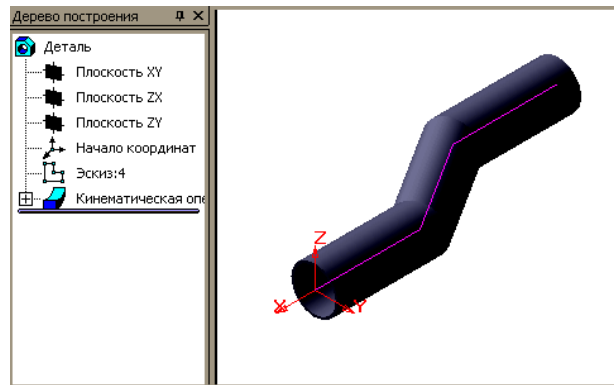 Дерево построения
Деталь
Плоскость XY
Плоскость ZX
Плоскость ZY
Начало координат
Эскиз:4
Кинематическая опе
Z
X
Y